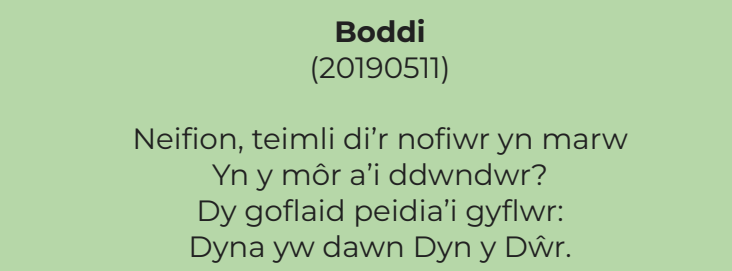 Boddi
(20190511)
Neifion, teimli di’r nofiwr yn marw
Yn y môr a’i ddwndwr?
Dy goflaid peidia’i gyflwr:
Dyna yw dawn Dyn y Dŵr.